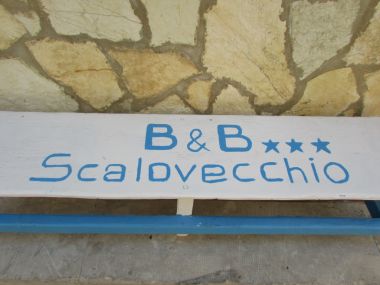 B & B ★★★
Scalovecchio